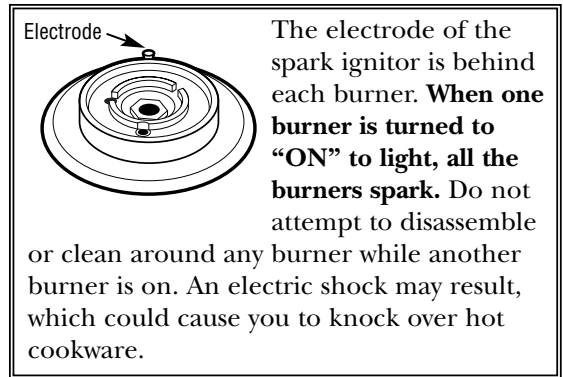 Electrode
The electrode of the
spark ignitor is behind
each burner. When one
burner is turned to
“ON” to light, all the
burners spark. Do not
attempt to disassemble
or clean around any burner while another
burner is on. An electric shock may result,
which could cause you to knock over hot
cookware.